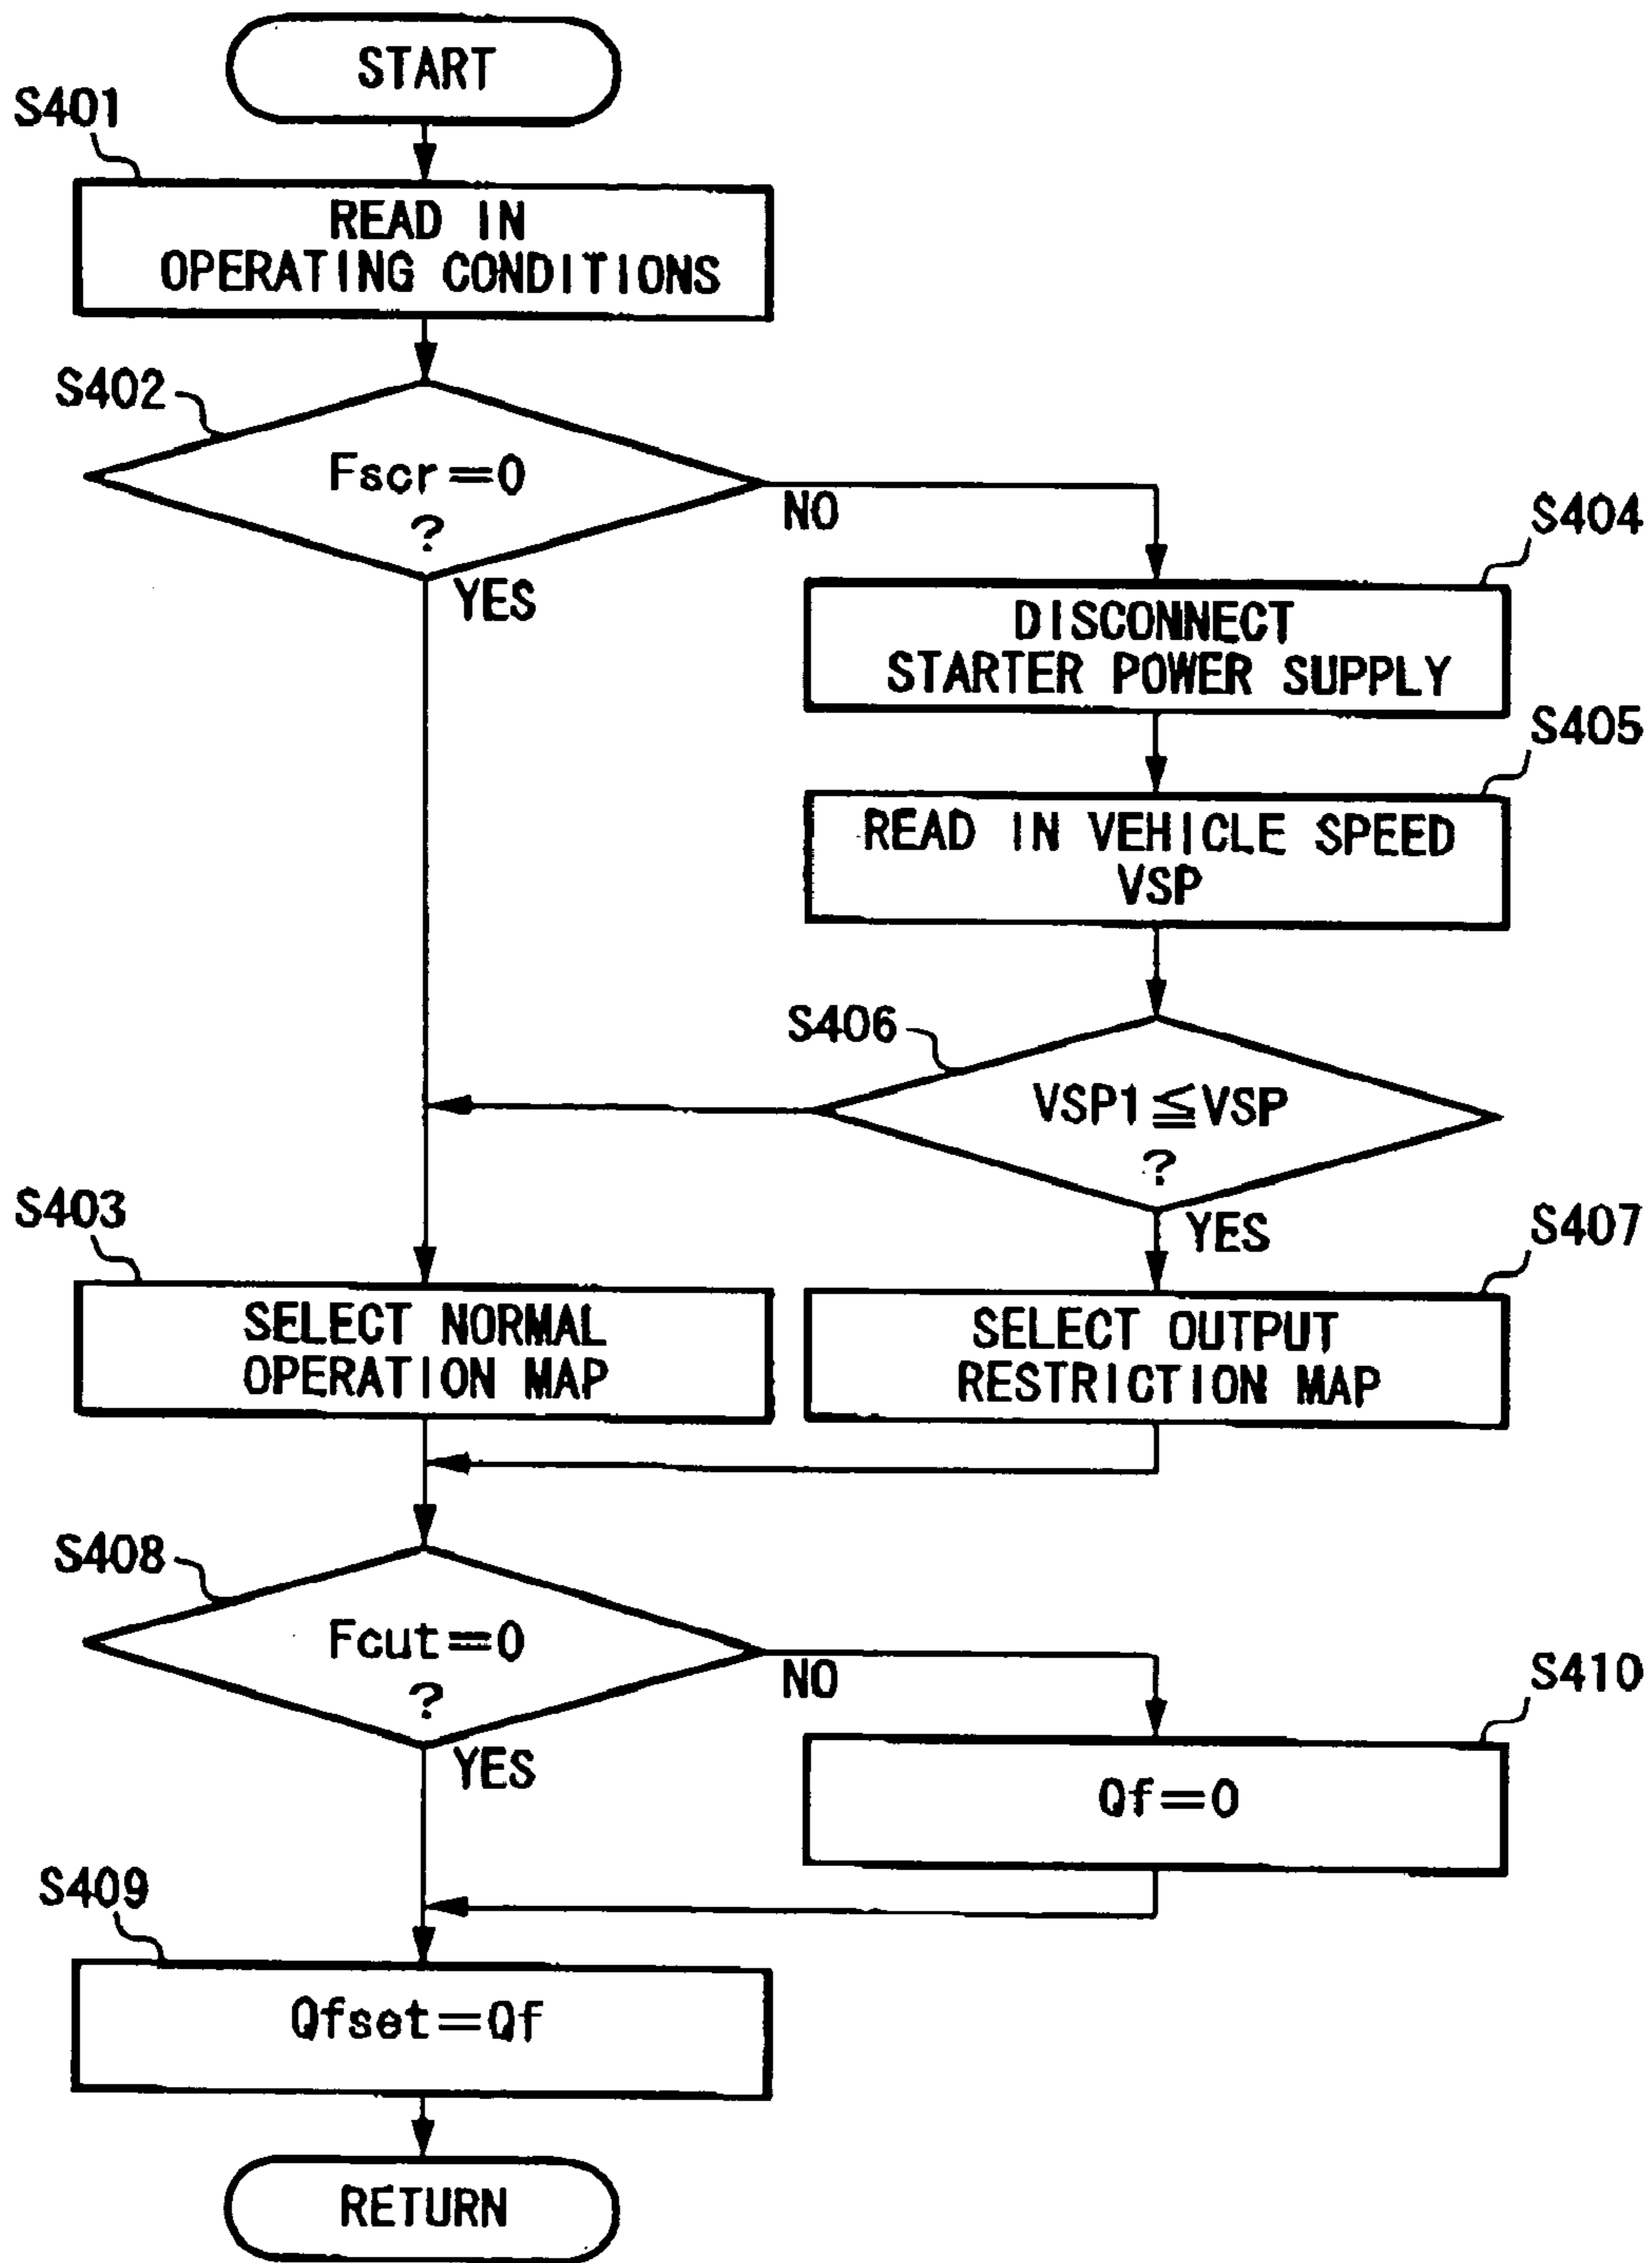 START
S401
READ IN
OPERATING CONDITIONS
S402
Fscr=0
?
NO
YES
S404
DISCONNECT
STARTER POWER SUPPLY
S405
READ IN VEHICLE SPEED
VSP
S406
VSP1≦VSP
?
YES
S403
SELECT NORMAL
OPERATION MAP
S407
SELECT OUTPUT
RESTRICTION MAP
S408
Fcut=0
?
NO
YES
S410
Qf=0
S409
Qfset=Qf
RETURN